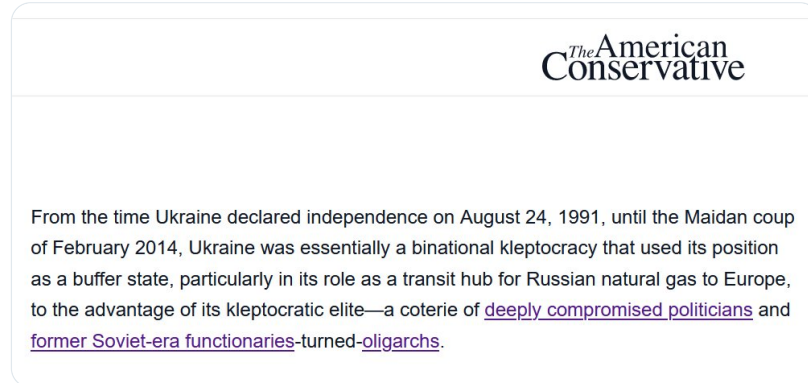 The American
Conservative
From the time Ukraine declared independence on August 24, 1991, until the Maidan coup
of February 2014, Ukraine was essentially a binational kleptocracy that used its position
as a buffer state, particularly in its role as a transit hub for Russian natural gas to Europe,
to the advantage of its kleptocratic elite—a coterie of deeply compromised politicians and
former Soviet-era functionaries-turned-oligarchs.